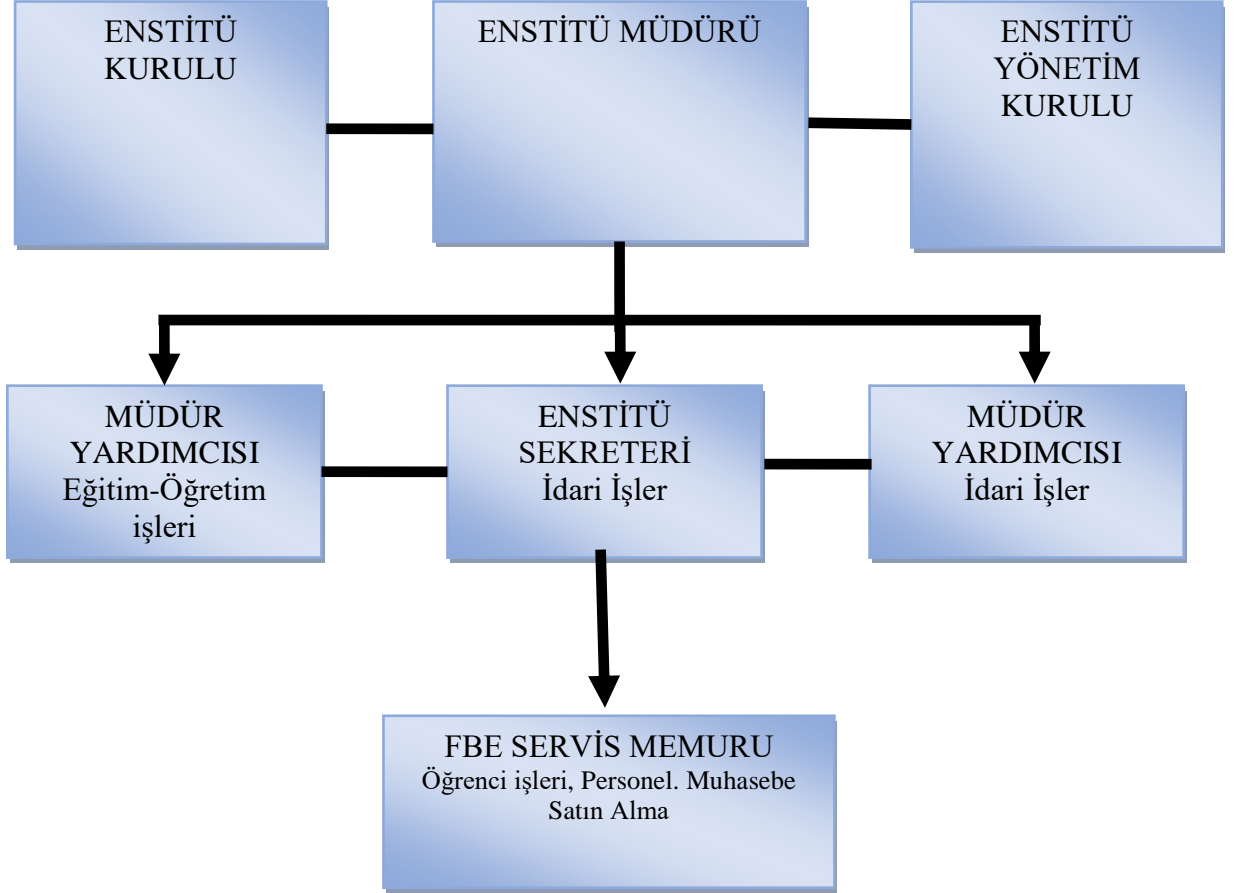 ENSTİTÜ
KURULU
ENSTİTÜ MÜDÜRÜ
ENSTİTÜ
YÖNETİM
KURULU
MÜDÜR
YARDIMCISI
Eğitim-Öğretim
işleri
ENSTİTÜ
SEKRETERİ
İdari İşler
MÜDÜR
YARDIMCISI
İdari İşler
FBE SERVİS MEMURU
Öğrenci işleri, Personel. Muhasebe
Satın Alma